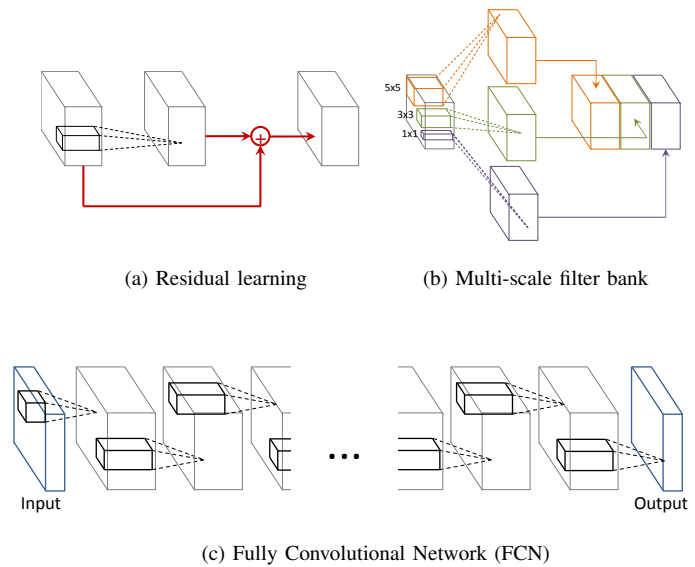 5x5
3x3
1x1
(a) Residual learning
(b) Multi-scale filter bank
...
Input
Output
(c) Fully Convolutional Network (FCN)